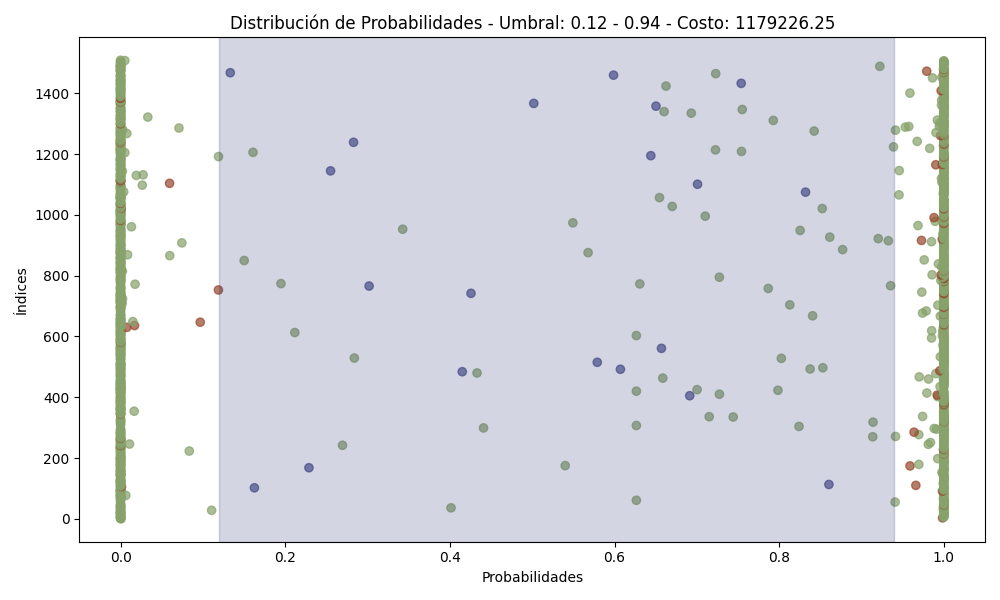 Distribución de Probabilidades - Umbral: 0.12 - 0.94 - Costo: 1179226.25
Índices
1400
1200
1000
800
600
400
200
0
0.0 0.2 0.4 0.6 0.8 1.0
Probabilidades